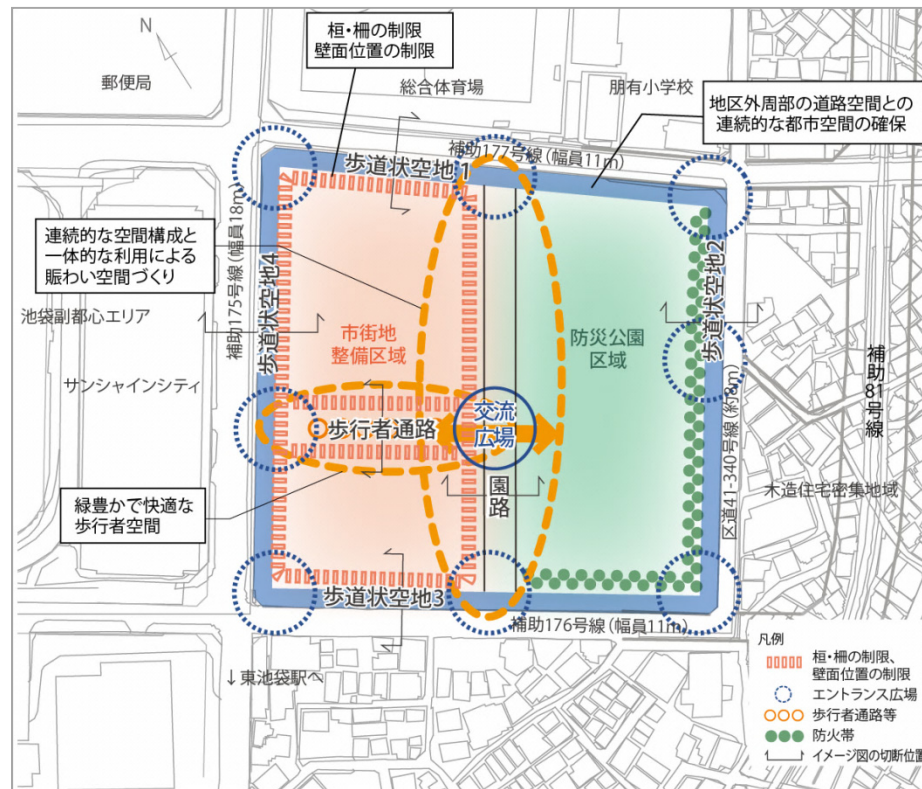 N
桓・柵の制限
壁面位置の制限
郵便局
総合体育場
朋有小学校
地区外周部の道路空間との
連続的な都市空間の確保
補助177号線(幅員11m)
歩道状空地1
補助175号線(幅員18m)
歩道状空地4
歩道状空地2
連続的な空間構成と
一体的な利用による
賑わい空間づくり
池袋副都心エリア
サンシャインシティ
市街地
整備区域
防災公園
区域
補助81号線
歩行者通路
交流
広場
園路
区道41-340号線(約8m)
木造住宅密集地域
緑豊かで快適な
歩行者空間
歩道状空地3
補助176号線(幅員11m)
↓東池袋駅へ
凡例
桓・柵の制限、
壁面位置の制限
エントランス広場
歩行者通路等
防火帯
イメージ図の切断位置